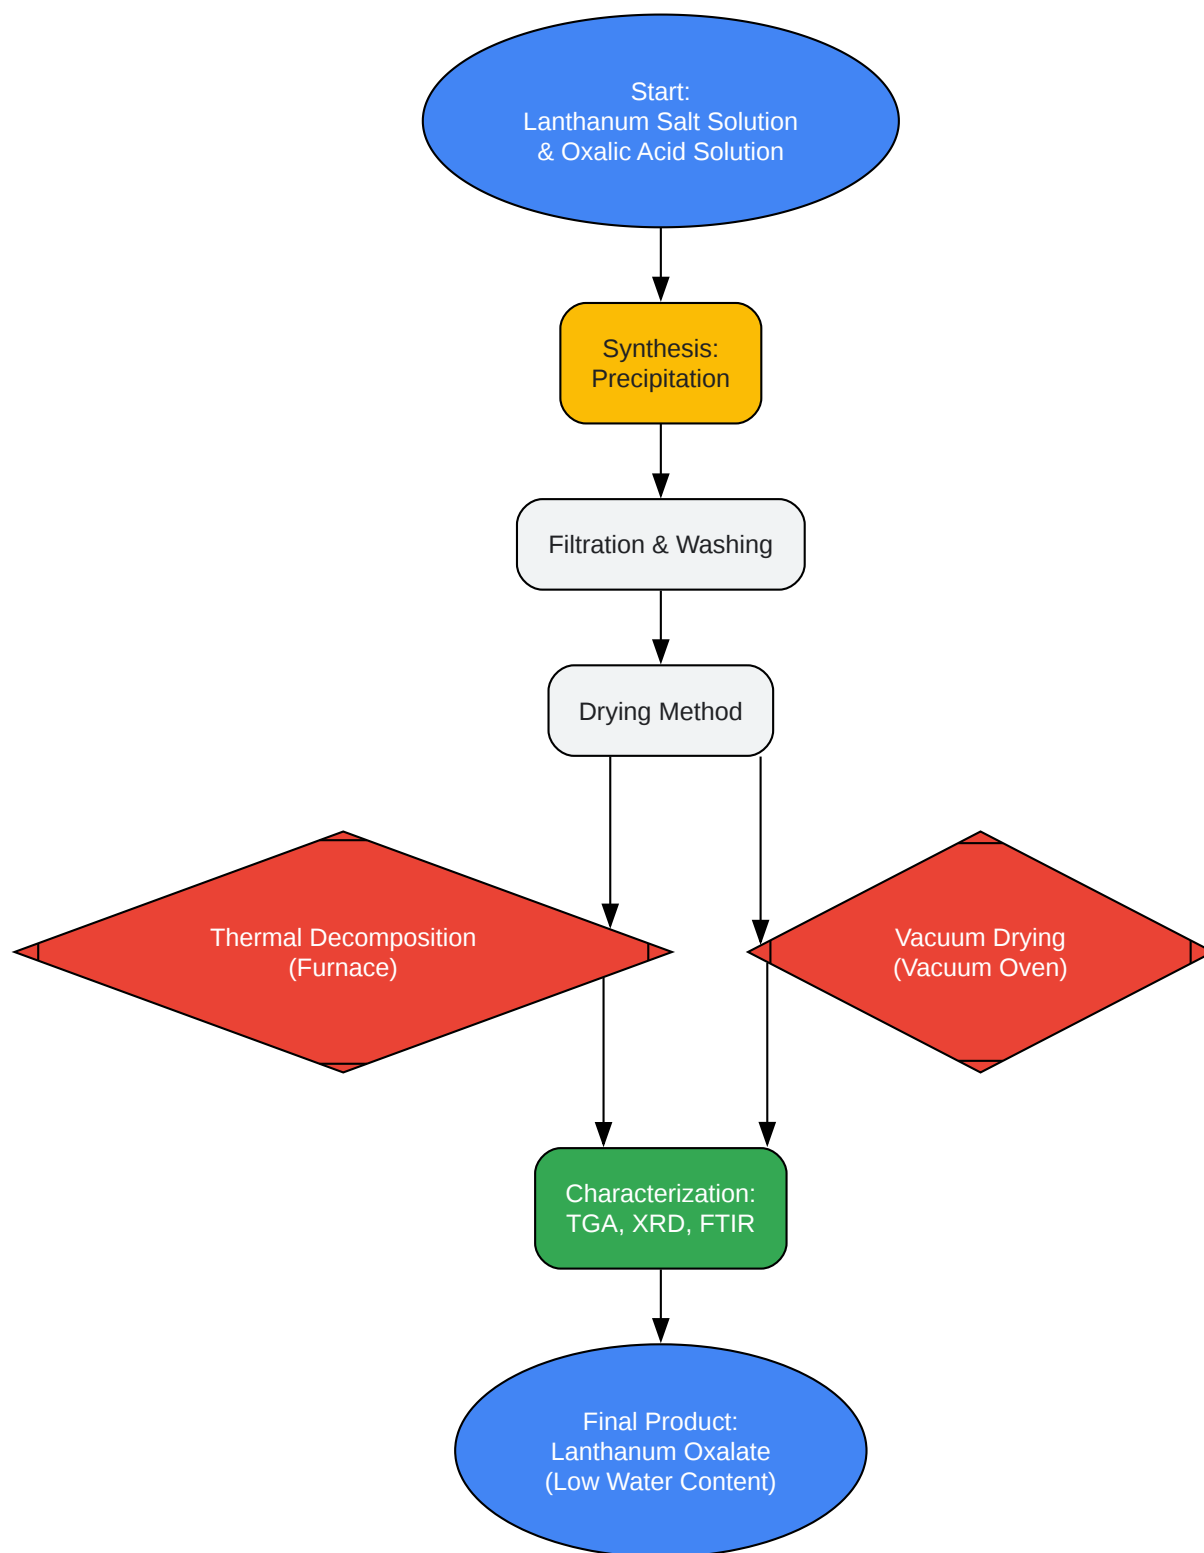 Start:
Lanthanum Salt Solution
& Oxalic Acid Solution
Synthesis:
Precipitation
Filtration & Washing
Drying Method
Thermal Decomposition
(Furnace)
Vacuum Drying
(Vacuum Oven)
Characterization:
TGA, XRD, FTIR
Final Product:
Lanthanum Oxalate
(Low Water Content)